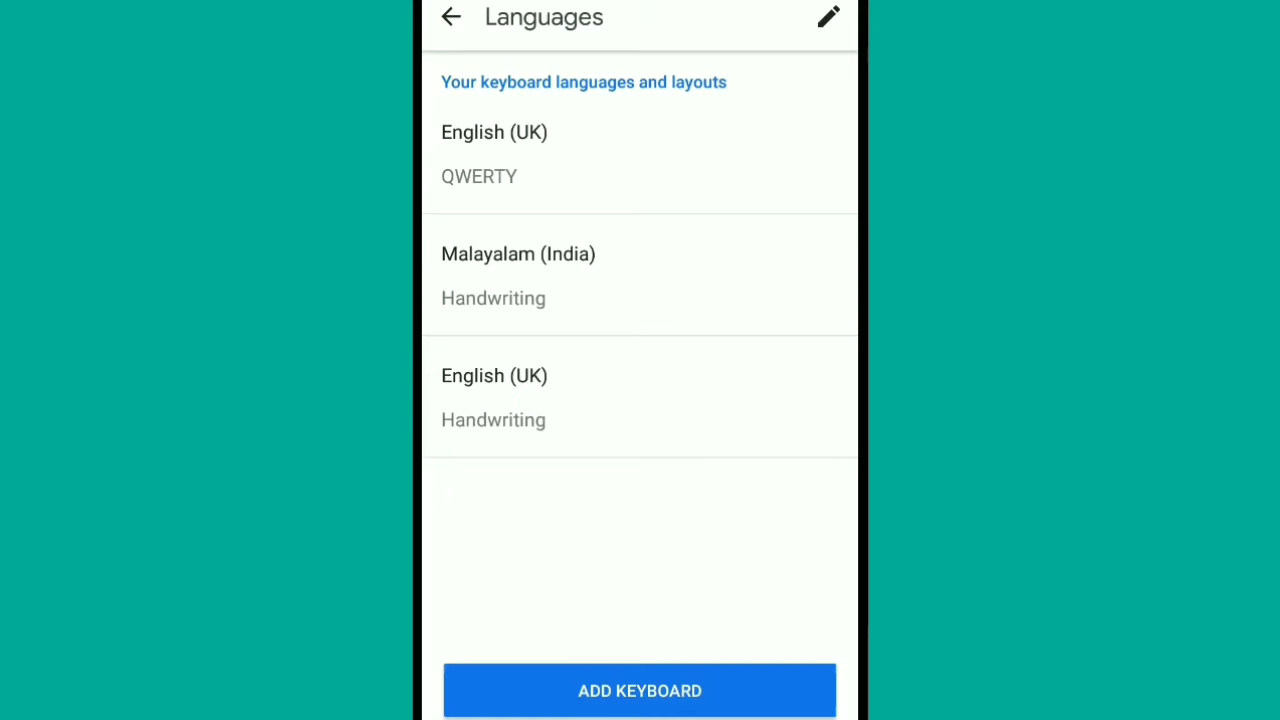 Languages
Your keyboard languages and layouts
English (UK)
QWERTY
Malayalam (India)
Handwriting
English (UK)
Handwriting
ADD KEYBOARD